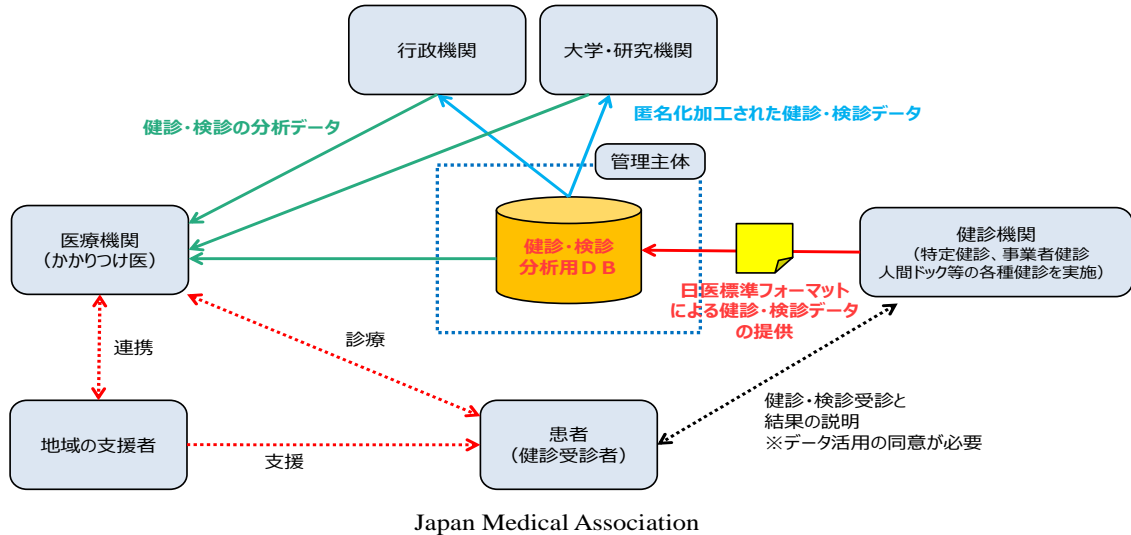 行政機関
大学・研究機関
健診・検診の分析データ
匿名化加工された健診・検診データ
管理主体
医療機関
（かかりつけ医）
健診・検診
分析用ＤＢ
健診機関
（特定健診、事業者健診
人間ドック等の各種健診を実施）
日医標準フォーマット
による健診・検診データ
の提供
連携
診療
地域の支援者
支援
患者
（健診受診者）
健診・検診受診と
結果の説明
※データ活用の同意が必要
Japan Medical Association